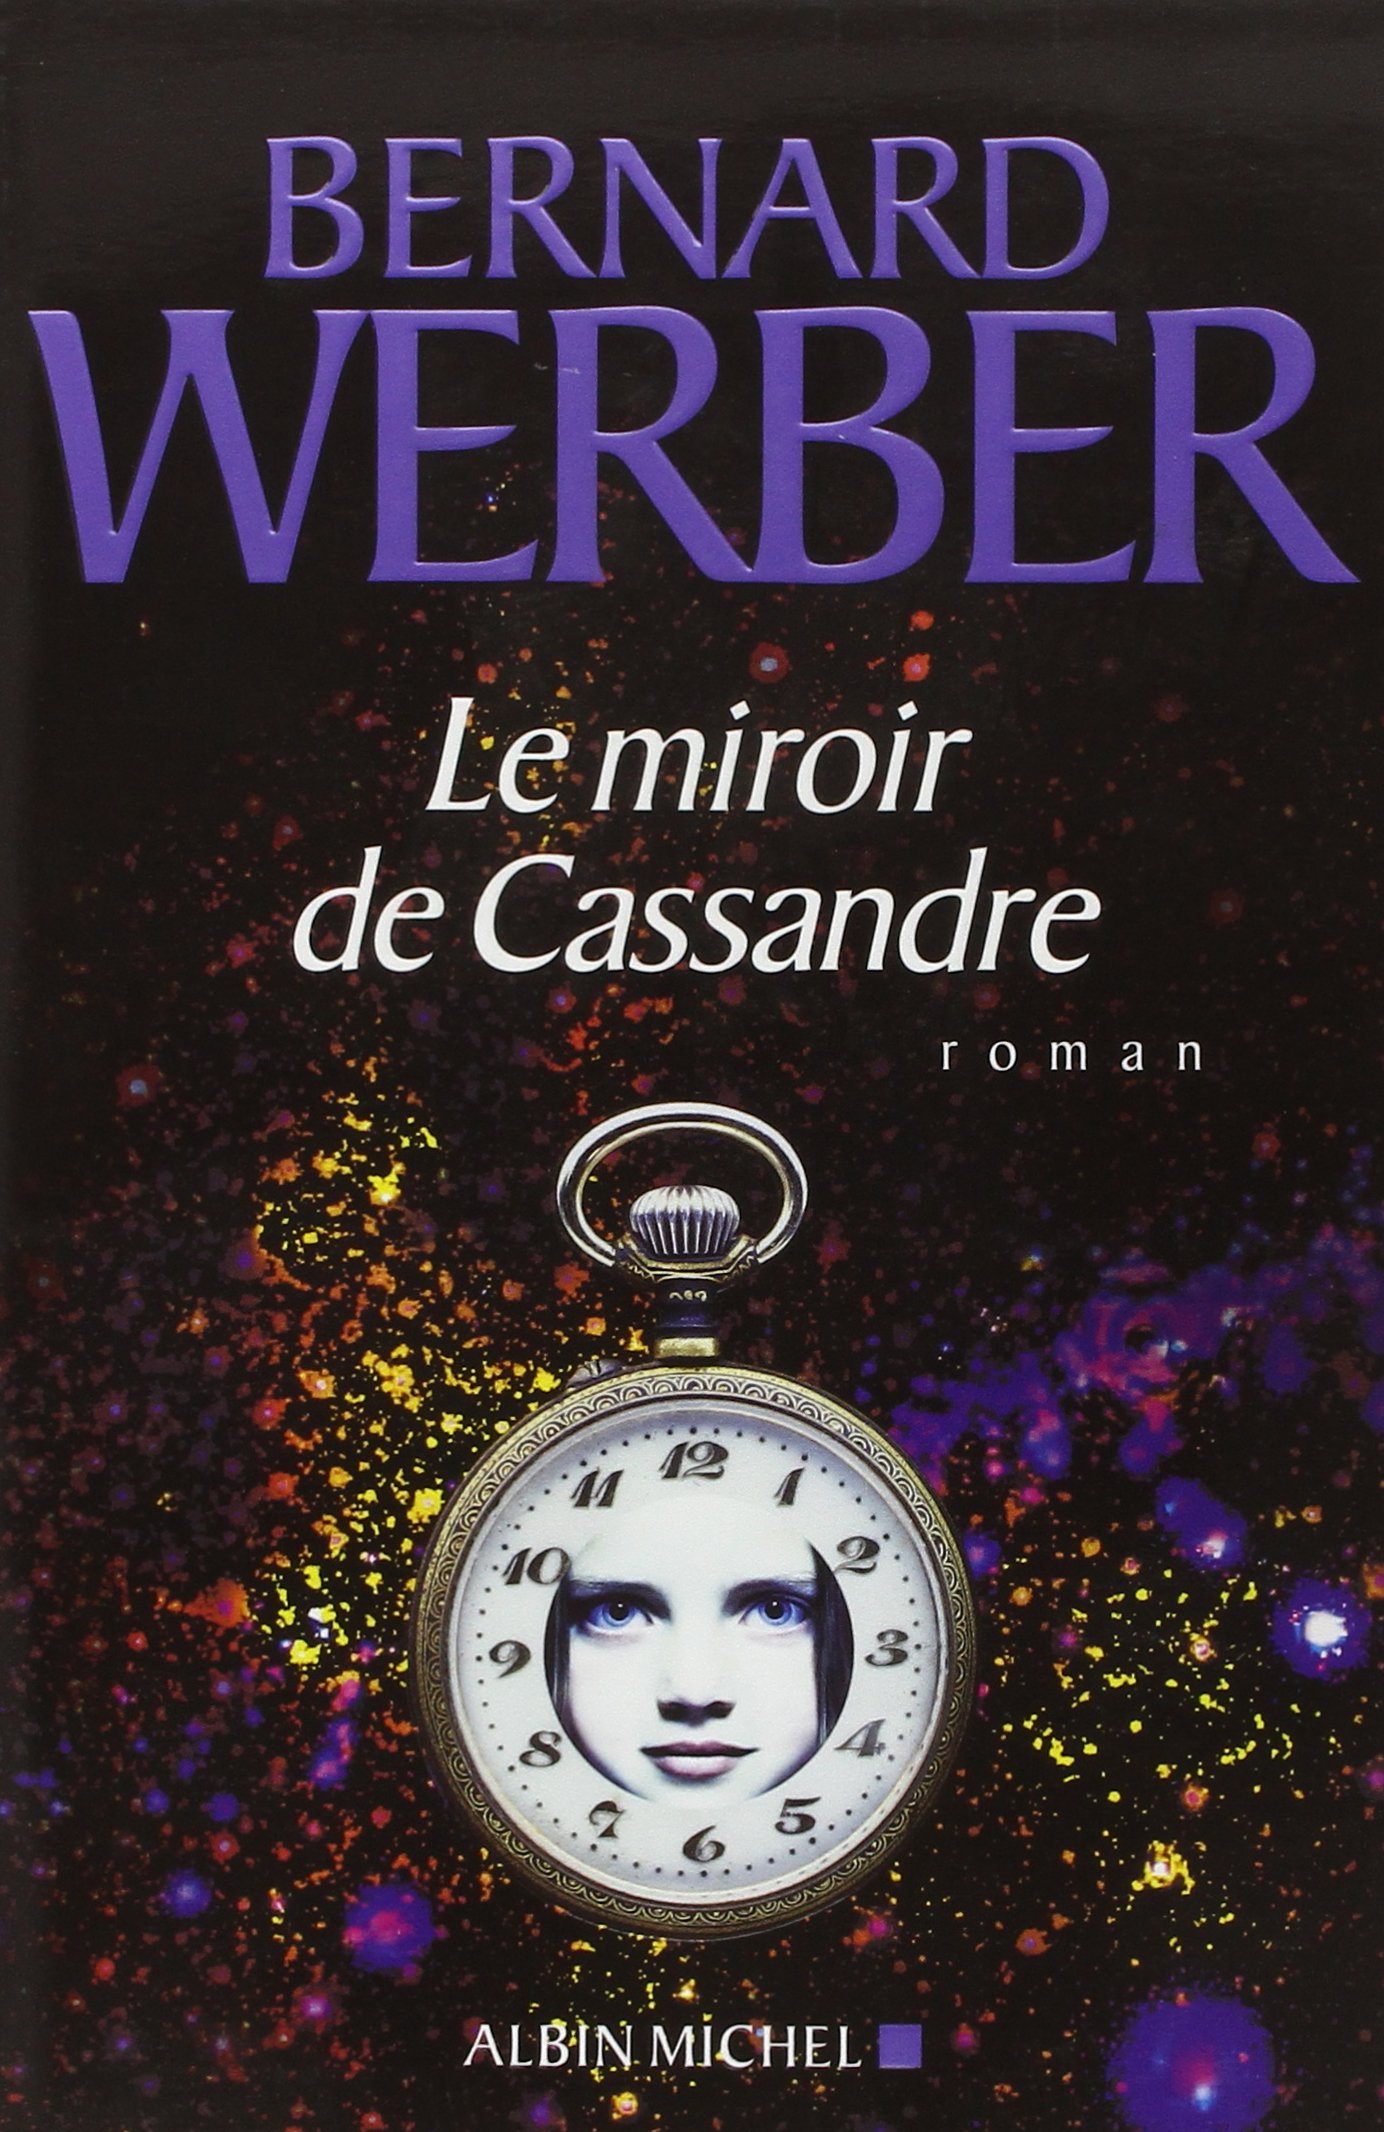 BERNARD
WERBER
Le miroir
de Cassandre
roman
12
11 1
10 2
9 3
8 4
7 5
6
ALBIN MICHEL